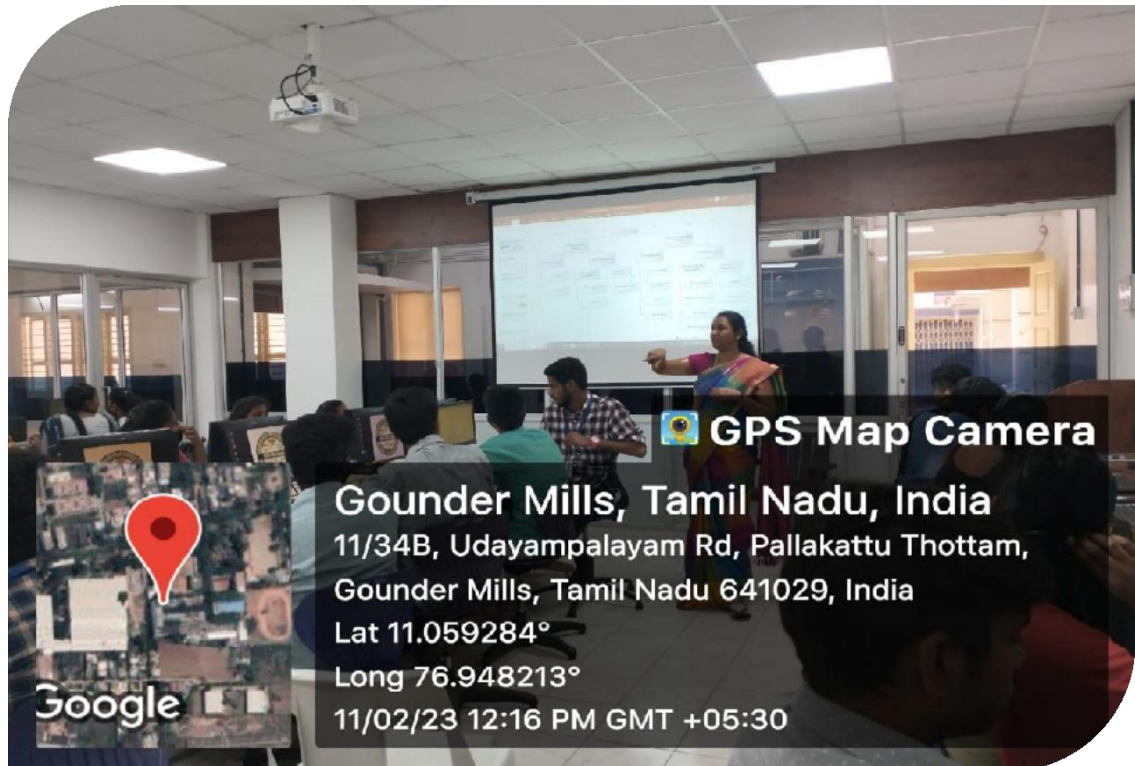 GPS Map Camera
Gounder Mills, Tamil Nadu, India
11/34B, Udayampalayam Rd, Pallakattu Thottam,
Gounder Mills, Tamil Nadu 641029, India
Lat 11.059284°
Long 76.948213°
11/02/23 12:16 PM GMT +05:30
Google